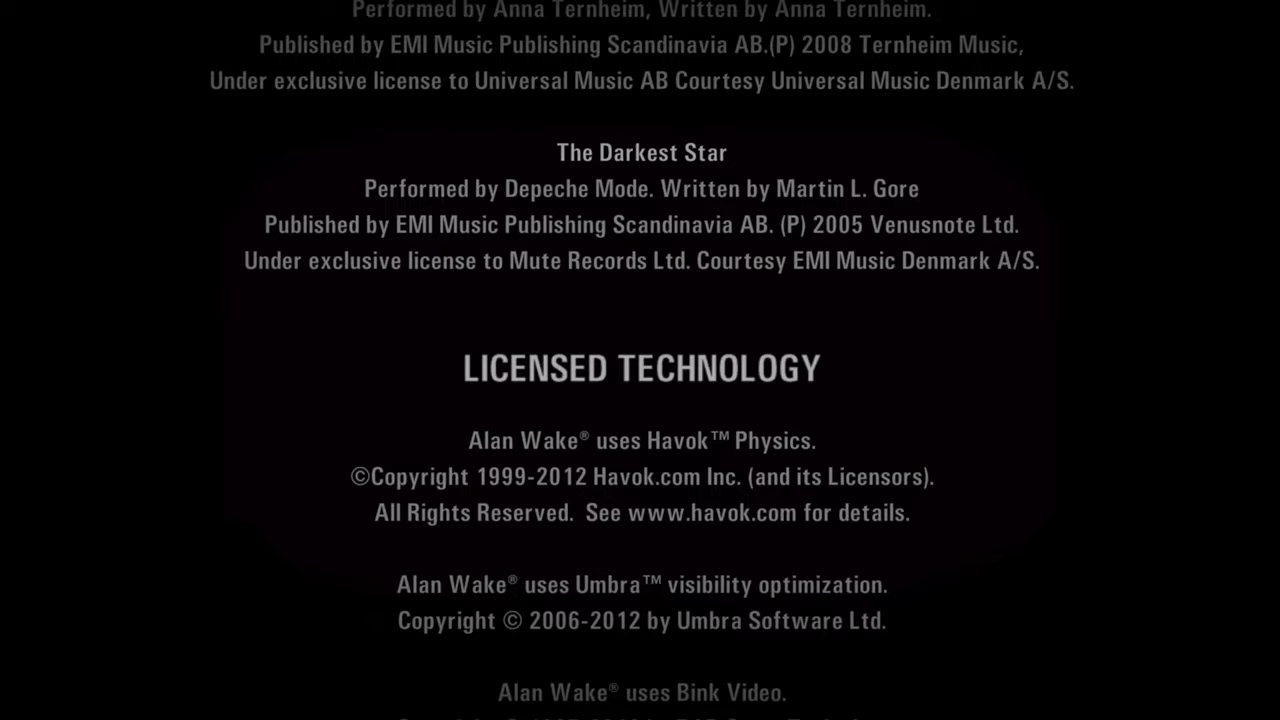 Performed by Anna Ternheim, Written by Anna Ternheim.
Published by EMI Music Publishing Scandinavia AB.(P) 2008 Ternheim Music,
Under exclusive license to Universal Music AB Courtesy Universal Music Denmark A/S.
The Darkest Star
Performed by Depeche Mode. Written by Martin L. Gore
Published by EMI Music Publishing Scandinavia AB. (P) 2005 Venusnote Ltd.
Under exclusive license to Mute Records Ltd. Courtesy EMI Music Denmark A/S.
LICENSED TECHNOLOGY
Alan Wake® uses Havok™ Physics.
©Copyright 1999-2012 Havok.com Inc. (and its Licensors).
All Rights Reserved.  See www.havok.com for details.
Alan Wake® uses Umbra™ visibility optimization.
Copyright © 2006-2012 by Umbra Software Ltd.
Alan Wake® uses Bink Video.